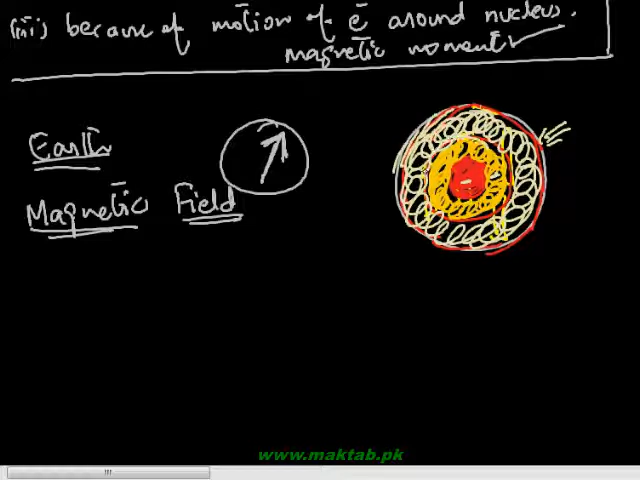 (iii) because of motion of ē around nucleus.
magnetic moment
Earth
Magnetic Field
www.maktab.pk